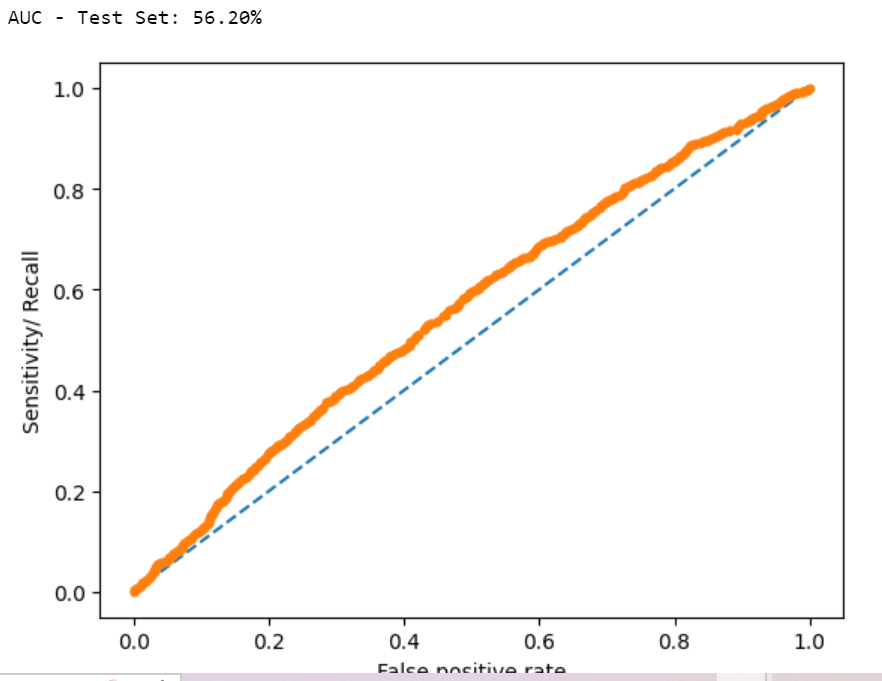 AUC - Test Set: 56.20%
1.0
0.8
0.6
0.4
0.2
0.0
Sensitivity/ Recall
0.0 0.2 0.4 0.6 0.8 1.0
False positive rate